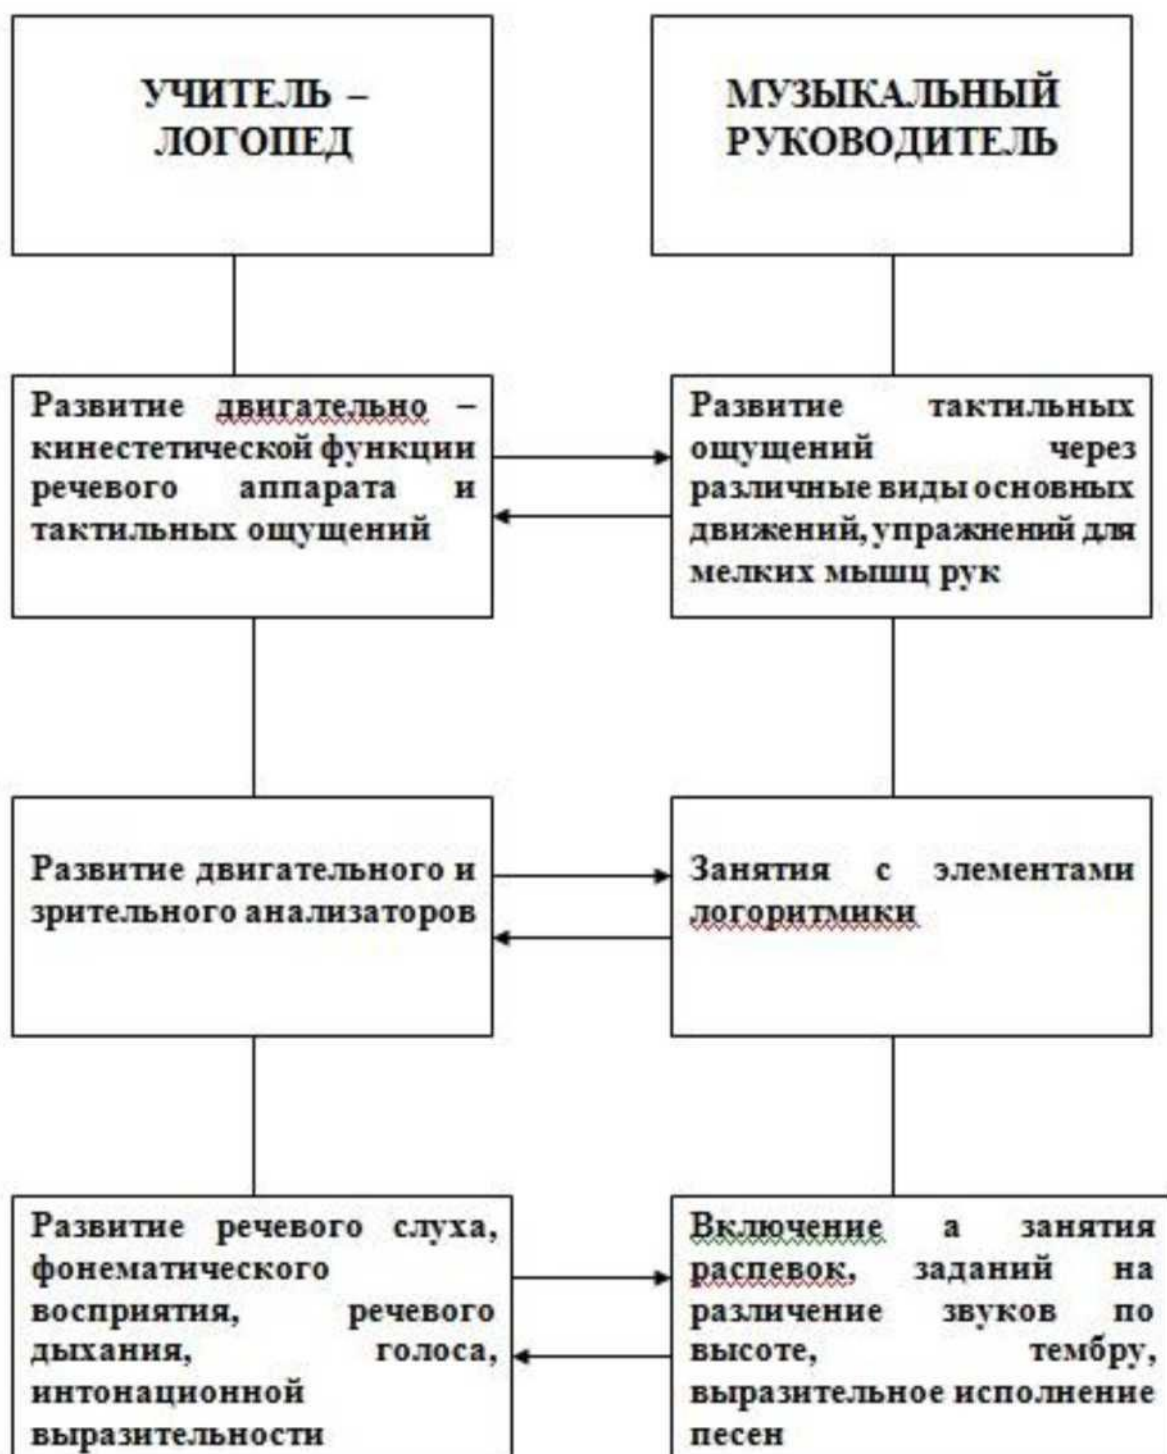 УЧИТЕЛЬ –
ЛОГОПЕД
МУЗЫКАЛЬНЫЙ
РУКОВОДИТЕЛЬ
Развитие двигательно –
кинестетической функции
речевого аппарата и
тактильных ощущений
Развитие тактильных
ощущений через
различные виды основных
движений, упражнений для
мелких мышц рук
Развитие двигательного и
зрительного анализаторов
Занятия с элементами
логоритмики
Развитие речевого слуха,
фонематического
восприятия, речевого
дыхания, голоса,
интонационной
выразительности
Включение а занятия
распевок, заданий на
различение звуков по
высоте, тембру,
выразительное исполнение
песен